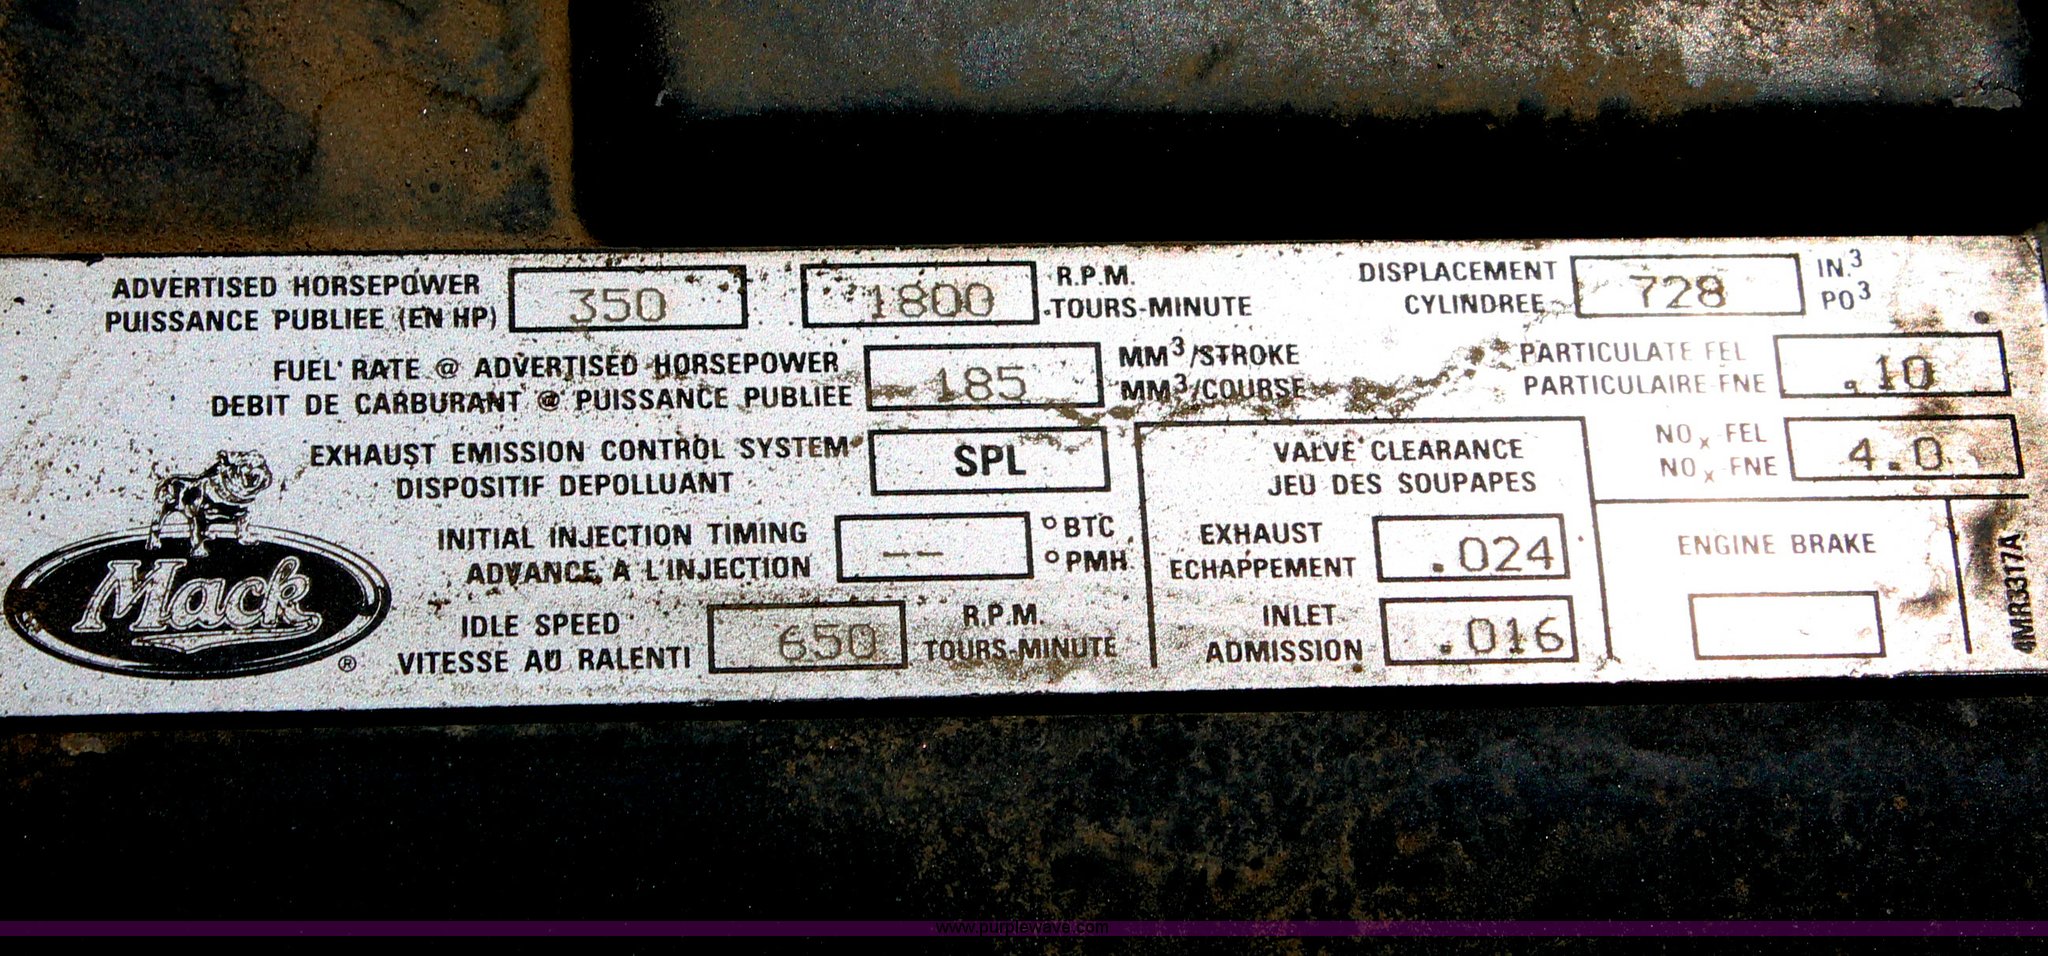 ADVERTISED HORSEPOWER 350 1800 R.P.M.
PUISSANCE PUBLIEE (EN HP) TOURS-MINUTE
DISPLACEMENT 728 IN.3
CYLINDREE PO3
FUEL RATE @ ADVERTISED HORSEPOWER 185 MM3/STROKE
DEBIT DE CARBURANT @ PUISSANCE PUBLIEE MM3/COURSE
PARTICULATE FEL .10
PARTICULAIRE FNE
EXHAUST EMISSION CONTROL SYSTEM SPL
DISPOSITIF DEPOLLUANT
NOx FEL 4.0
NOx FNE
INITIAL INJECTION TIMING -- °BTC
ADVANCE A L'INJECTION °PMH
IDLE SPEED 650 R.P.M.
VITESSE AU RALENTI TOURS-MINUTE
VALVE CLEARANCE
JEU DES SOUPAPES
EXHAUST .024
ECHAPPEMENT
INLET .016
ADMISSION
ENGINE BRAKE
4MR3317A
Mack ®
www.purplewave.com